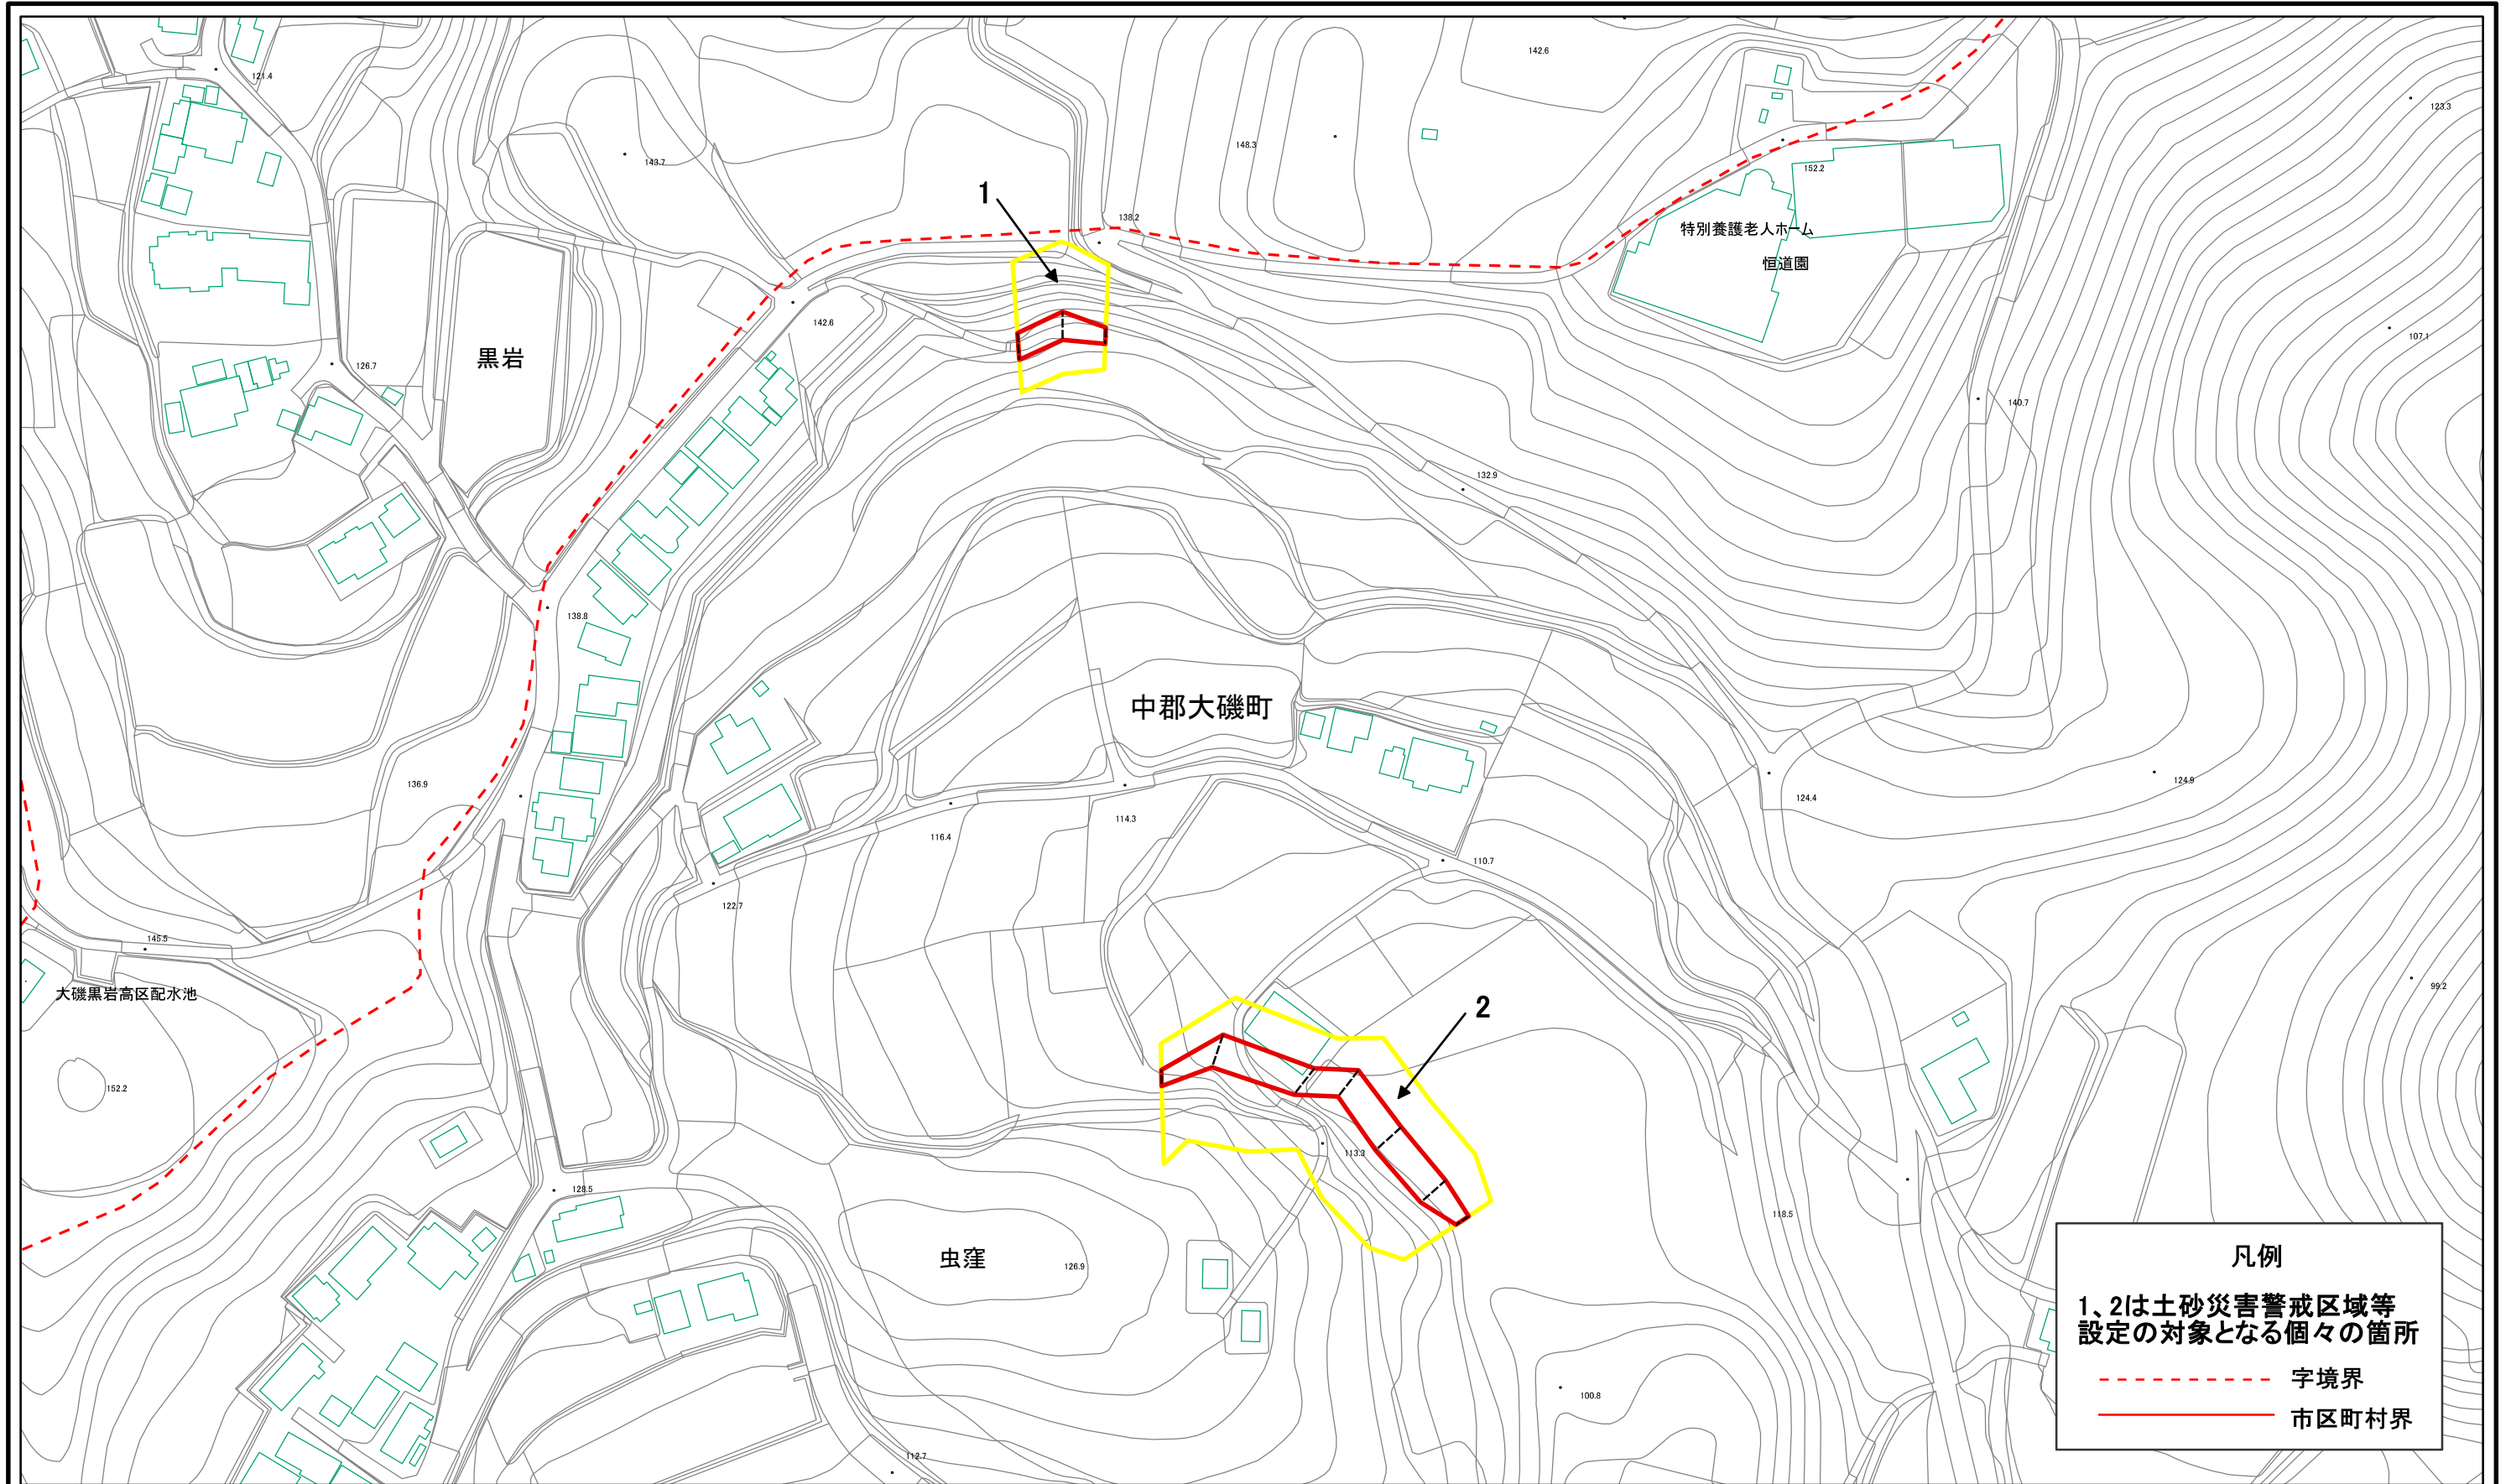 121.4
142.6
123.3
143.7
148.3
152.2
1
138.2
特別養護老人ホーム
恒道園
142.6
107.1
黒岩
126.7
140.7
132.9
138.8
中郡大磯町
136.9
124.9
124.4
114.3
116.4
110.7
122.7
145.5
大磯黒岩高区配水池
99.2
2
152.2
113.3
128.5
118.5
虫窪
126.9
凡例
1、2は土砂災害警戒区域等
設定の対象となる個々の箇所
字境界
市区町村界
100.8
112.7